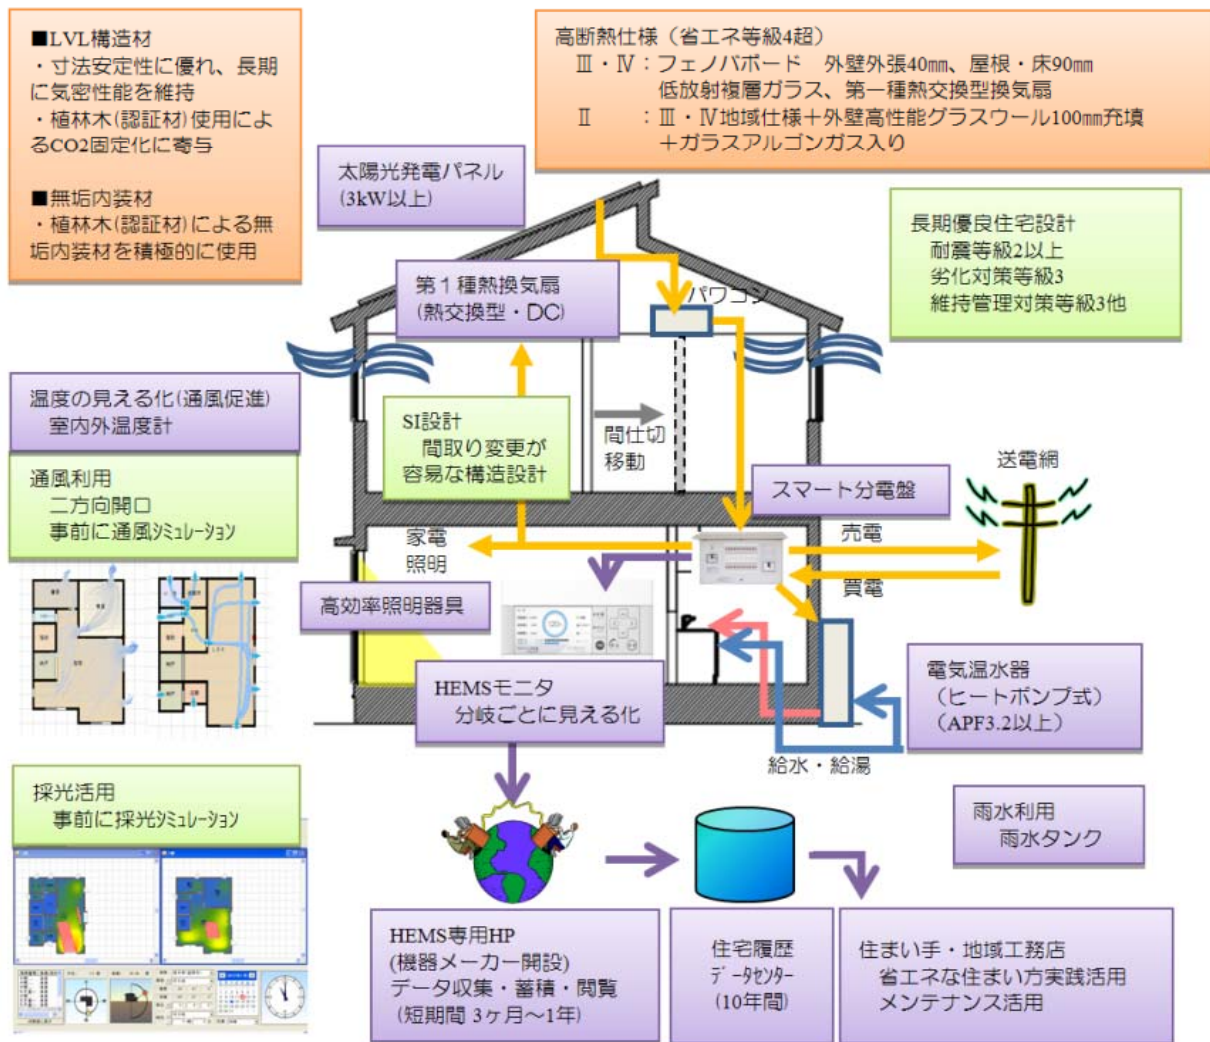 ■LVL構造材
・寸法安定性に優れ、長期
に気密性能を維持
・植林木(認証材)使用によ
るCO2固定化に寄与
■無垢内装材
・植林木(認証材)による無
垢内装材を積極的に使用
高断熱仕様（省エネ等級4超）
Ⅲ・Ⅳ：フェノバボード　外壁外張40㎜、屋根・床90㎜
低放射複層ガラス、第一種熱交換型換気扇
Ⅱ　　：Ⅲ・Ⅳ地域仕様＋外壁高性能グラスウール100㎜充填
＋ガラスアルゴンガス入り
太陽光発電パネル
(3kW以上)
長期優良住宅設計
耐震等級2以上
劣化対策等級3
維持管理対策等級3他
第１種熱換気扇
(熱交換型・DC)
パワコン
温度の見える化(通風促進)
室内外温度計
SI設計
間取り変更が
容易な構造設計
間仕切
移動
通風利用
二方向開口
事前に通風ｼﾐｭﾚｰｼｮﾝ
スマート分電盤
送電網
家電
照明
売電
買電
高効率照明器具
HEMSモニタ
分岐ごとに見える化
電気温水器
（ヒートポンプ式）
（APF3.2以上）
給水・給湯
採光活用
事前に採光ｼﾐｭﾚｰｼｮﾝ
雨水利用
雨水タンク
HEMS専用HP
(機器メーカー開設)
データ収集・蓄積・閲覧
(短期間 3ヶ月～1年)
住宅履歴
ﾃﾞｰﾀｾﾝﾀｰ
(10年間)
住まい手・地域工務店
省エネな住まい方実践活用
メンテナンス活用